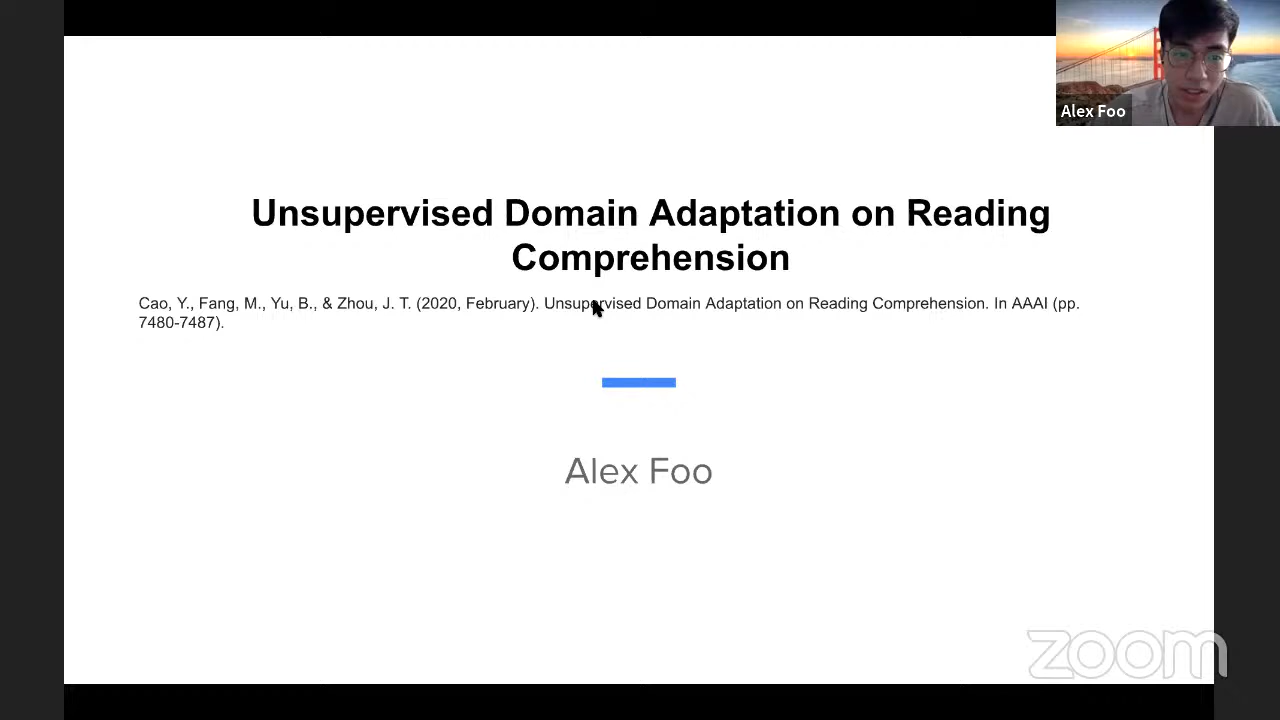 Alex Foo
Unsupervised Domain Adaptation on Reading
Comprehension
Cao, Y., Fang, M., Yu, B., & Zhou, J. T. (2020, February). Unsupervised Domain Adaptation on Reading Comprehension. In AAAI (pp.
7480-7487).
Alex Foo
zoom